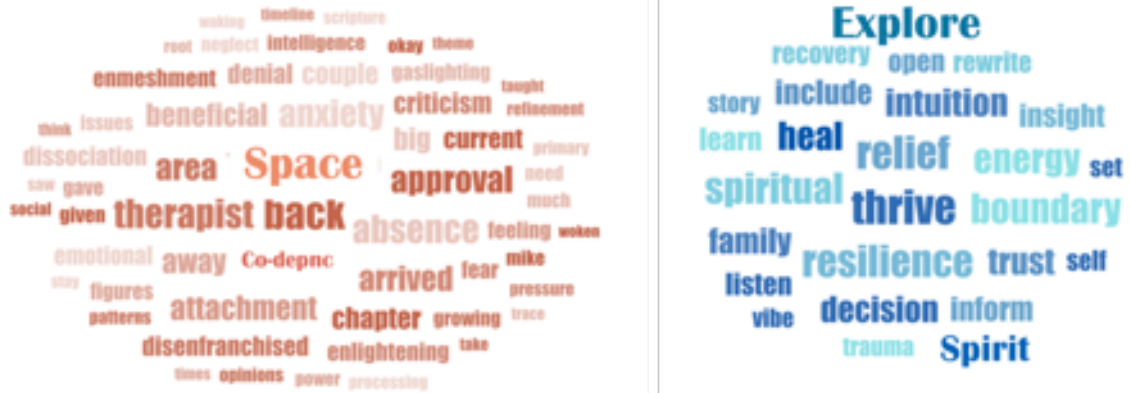 waking timeline scripture
root neglect intelligence okay theme
enmeshment denial couple gaslighting
taught
beneficial anxiety criticism refinement
think issues big current primary
dissociation area Space approval need
saw gave much
social given therapist back absence feeling woken
emotional away Co-depnc arrived fear mike
stay figures attachment pressure
patterns chapter growing trace
disenfranchised enlightening take
times opinions power processing
Explore
recovery open rewrite
story include intuition insight
learn heal relief energy set
spiritual thrive boundary
family resilience trust self
listen
vibe decision inform
trauma Spirit